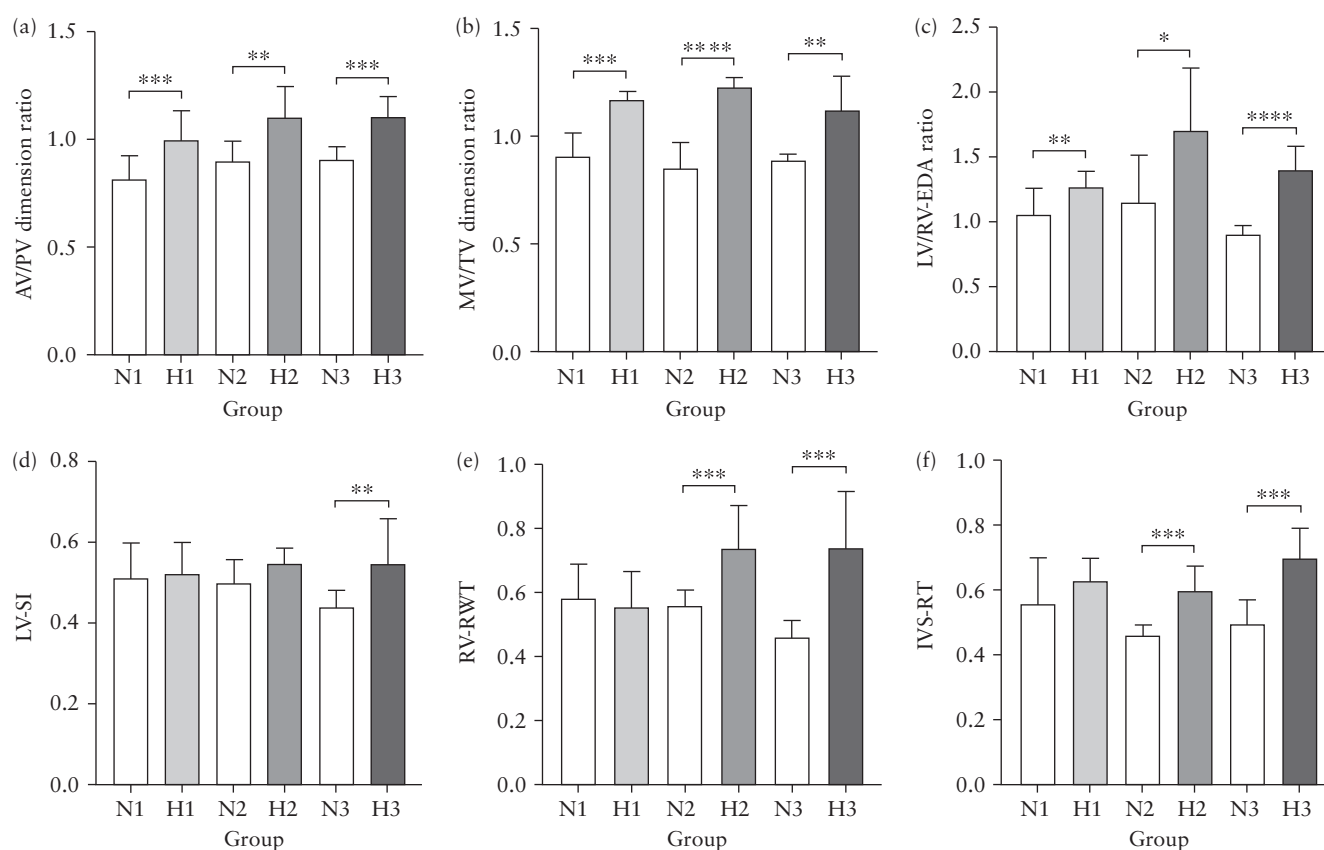 (a)
AV/PV dimension ratio
1.5
1.0
0.5
0.0
***
**
***
N1 H1 N2 H2 N3 H3
Group
(b)
MV/TV dimension ratio
1.5
1.0
0.5
0.0
***
****
**
N1 H1 N2 H2 N3 H3
Group
(c)
LV/RV-EDA ratio
2.5
2.0
1.5
1.0
0.5
0.0
**
*
****
N1 H1 N2 H2 N3 H3
Group
(d)
LV-SI
0.8
0.6
0.4
0.2
0.0
**
N1 H1 N2 H2 N3 H3
Group
(e)
RV-RWT
1.0
0.8
0.6
0.4
0.2
0.0
***
***
N1 H1 N2 H2 N3 H3
Group
(f)
IVS-RT
1.0
0.8
0.6
0.4
0.2
0.0
***
***
N1 H1 N2 H2 N3 H3
Group